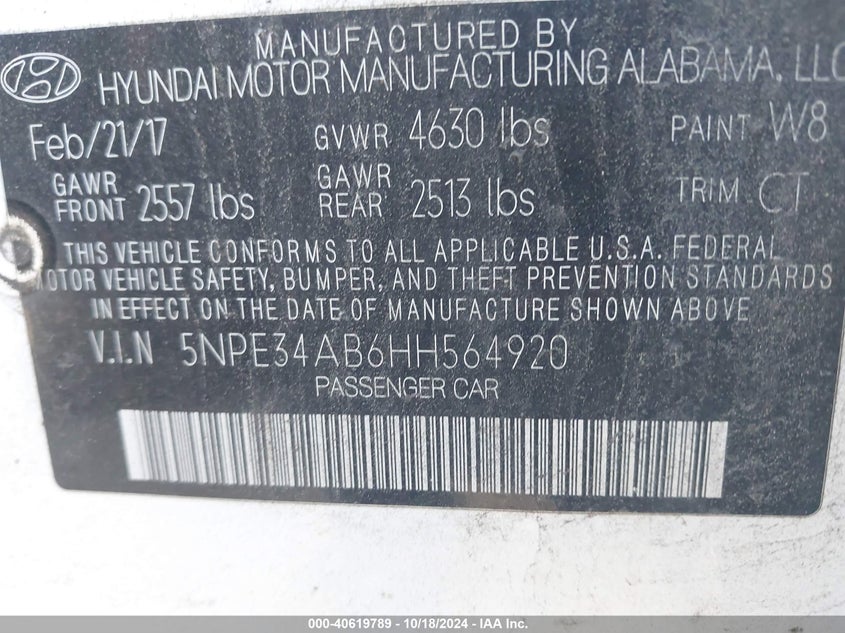 MANUFACTURED BY
HYUNDAI MOTOR MANUFACTURING ALABAMA, LLC
Feb/21/17 GVWR 4630 lbs PAINT W8
GAWR FRONT 2557 lbs GAWR REAR 2513 lbs TRIM CT
THIS VEHICLE CONFORMS TO ALL APPLICABLE U.S.A. FEDERAL
MOTOR VEHICLE SAFETY, BUMPER, AND THEFT PREVENTION STANDARDS
IN EFFECT ON THE DATE OF MANUFACTURE SHOWN ABOVE
V.I.N 5NPE34AB6HH564920
PASSENGER CAR
000-40619789 - 10/18/2024 - IAA Inc.